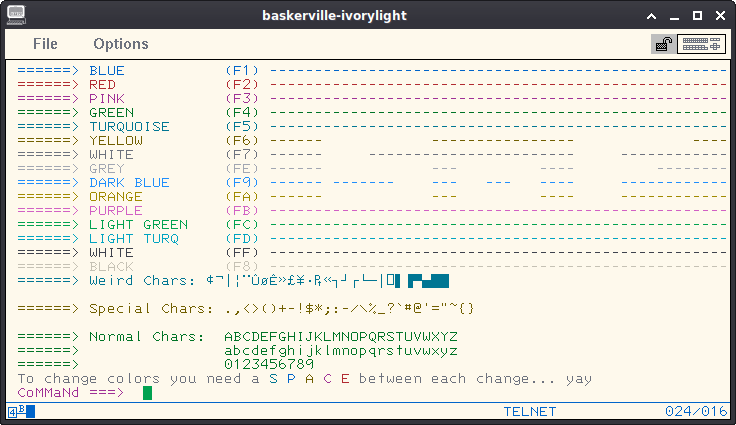 baskerville-ivorylight
File Options
======> BLUE (F1) -----------------------------------------------
======> RED (F2) -----------------------------------------------
======> PINK (F3) -----------------------------------------------
======> GREEN (F4) -----------------------------------------------
======> TURQUOISE (F5) -----------------------------------------------
======> YELLOW (F6) ------ ---------------- ----
======> WHITE (F7) ------ ------------------------ ------------
======> GREY (FE) ------ ---------------- ------------
======> DARK BLUE (F9) ------ --- --- --- ---- ------------
======> ORANGE (FA) ------ ---------------- ------------
======> PURPLE (FB) -----------------------------------------------
======> LIGHT GREEN (FC) -----------------------------------------------
======> LIGHT TURQ (FD) -----------------------------------------------
======> WHITE (FF) -----------------------------------------------
======> BLACK (F8) -----------------------------------------------
======> Weird Chars: ¢¬|¦¨ÛøÊ»£¥·₧«┐┘┌└─│
======> Special Chars: .,<>()+-!$*;:-/\%_?`#@'="~{}
======> Normal Chars: ABCDEFGHIJKLMNOPQRSTUVWXYZ
======> abcdefghijklmnopqrstuvwxyz
======> 0123456789
To change colors you need a S P A C E between each change... yay
CoMMaNd ===>
4B TELNET 024/016